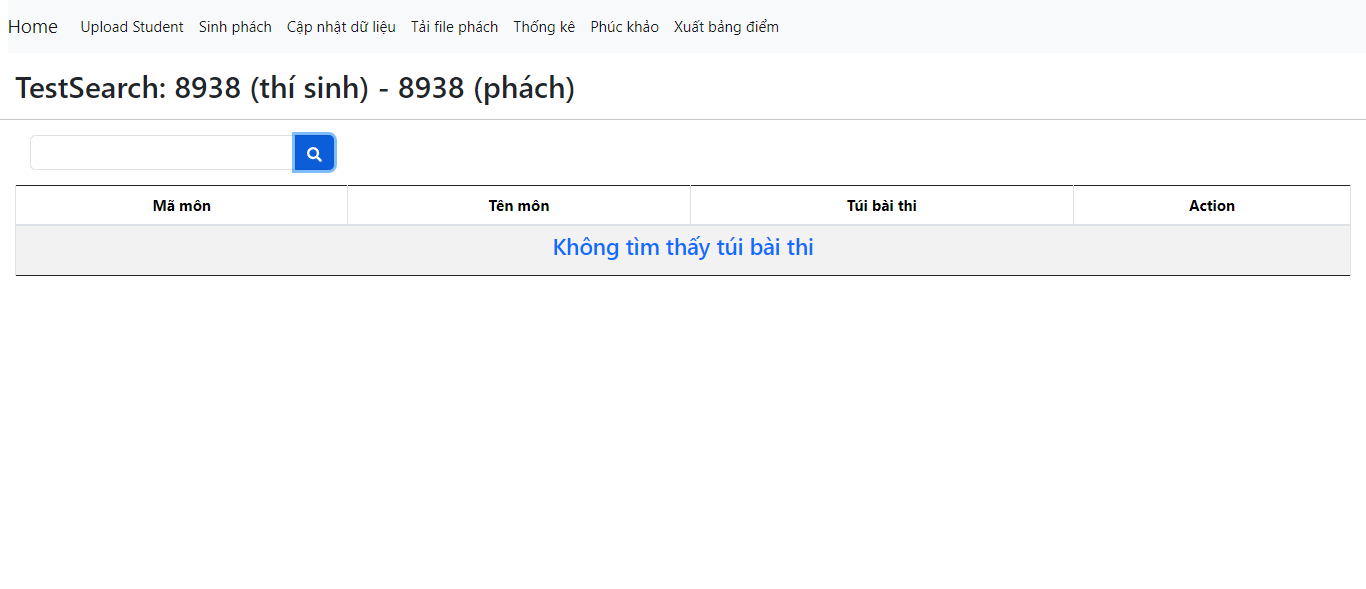 Home Upload Student Sinh phách Cập nhật dữ liệu Tải file phách Thống kê Phúc khảo Xuất bảng điểm
TestSearch: 8938 (thí sinh) - 8938 (phách)
Mã môn Tên môn Túi bài thi Action
Không tìm thấy túi bài thi